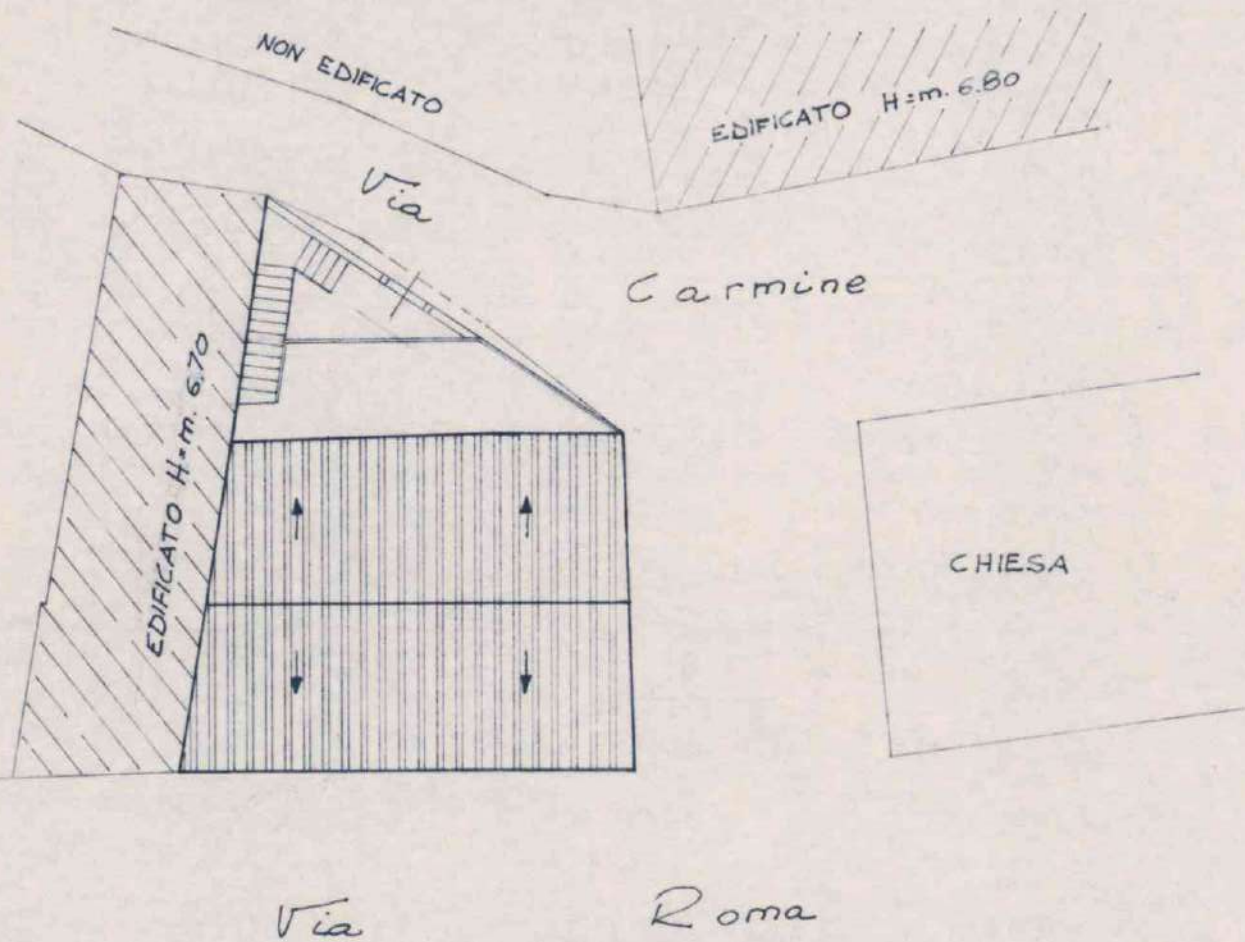 NON EDIFICATO
EDIFICATO H=m. 6.80
Via
Carmine
EDIFICATO H=m. 6.70
CHIESA
Via Roma